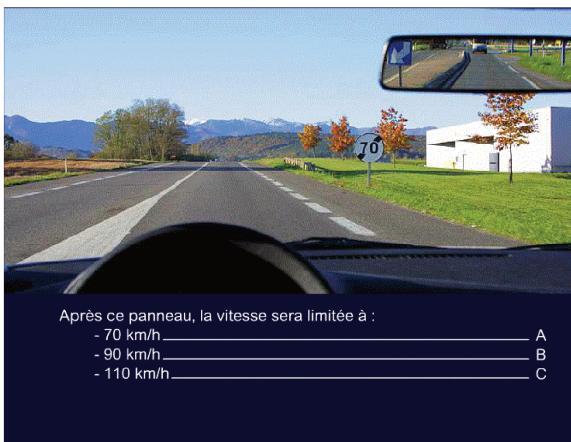 70
Après ce panneau, la vitesse sera limitée à :
- 70 km/h A
- 90 km/h B
- 110 km/h C